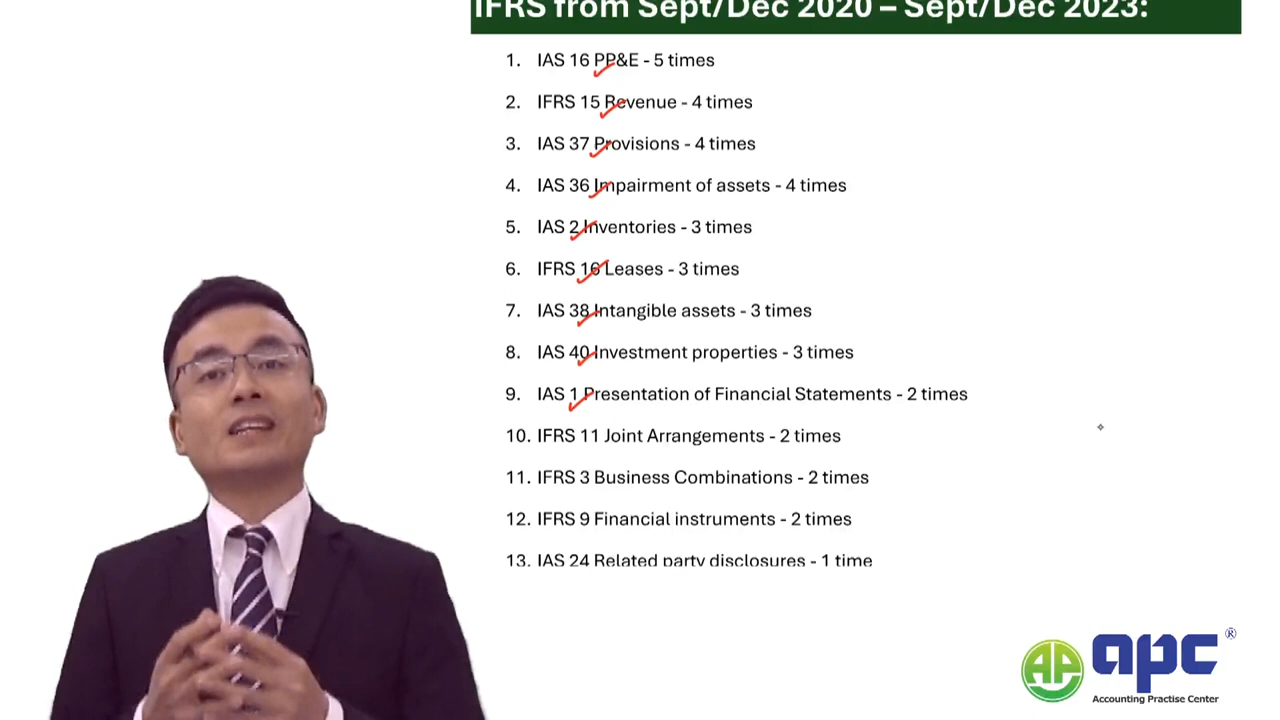 IFRS from Sept/Dec 2020 – Sept/Dec 2023:
1. IAS 16 PP&E - 5 times
2. IFRS 15 Revenue - 4 times
3. IAS 37 Provisions - 4 times
4. IAS 36 Impairment of assets - 4 times
5. IAS 2 Inventories - 3 times
6. IFRS 16 Leases - 3 times
7. IAS 38 Intangible assets - 3 times
8. IAS 40 Investment properties - 3 times
9. IAS 1 Presentation of Financial Statements - 2 times
10. IFRS 11 Joint Arrangements - 2 times
11. IFRS 3 Business Combinations - 2 times
12. IFRS 9 Financial instruments - 2 times
13. IAS 24 Related party disclosures - 1 time
AP apc ®
Accounting Practise Center